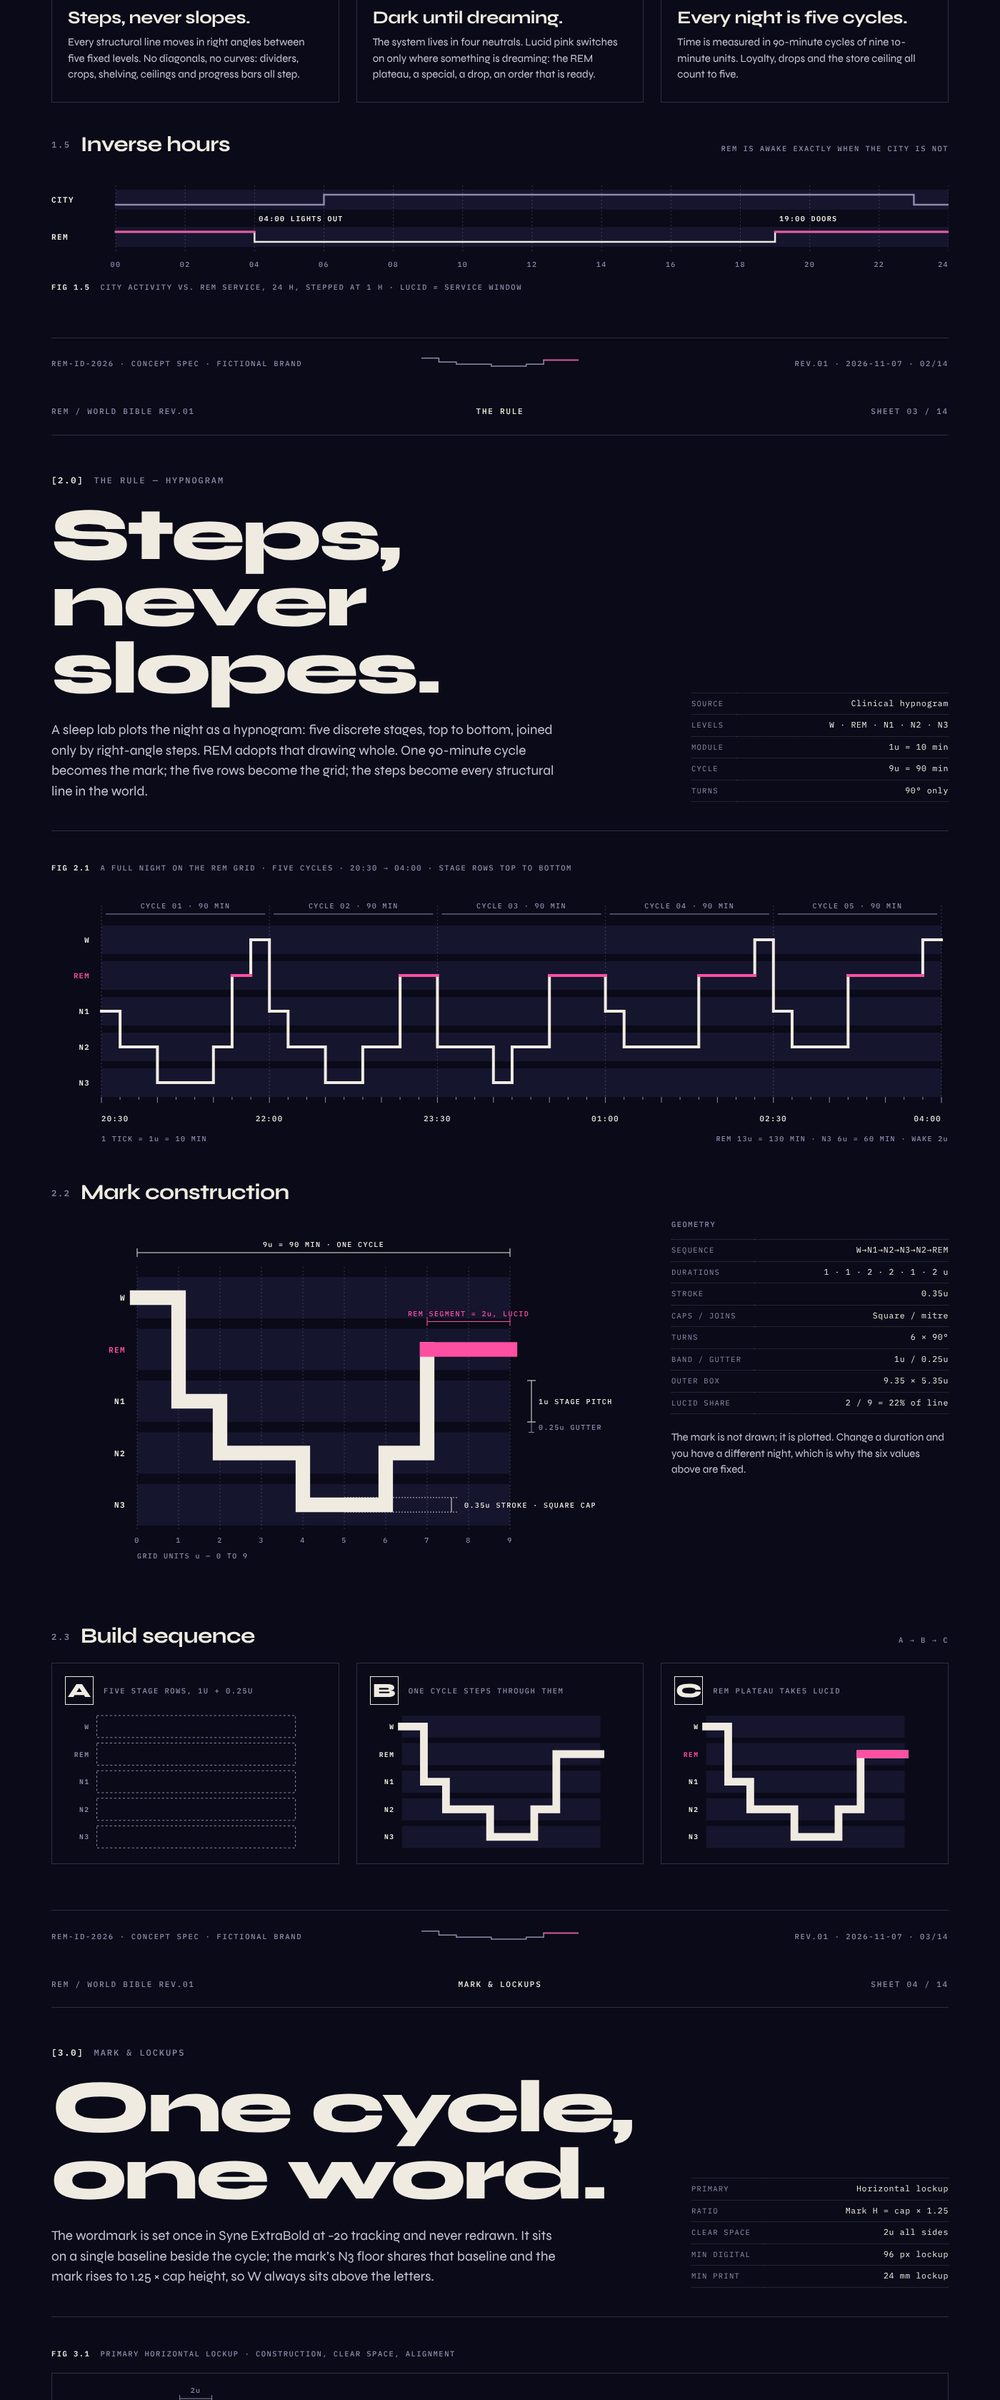 Steps, never slopes.
Every structural line moves in right angles between
five fixed levels. No diagonals, no curves: dividers,
crops, shelving, ceilings and progress bars all step.
Dark until dreaming.
The system lives in four neutrals. Lucid pink switches
on only where something is dreaming: the REM
plateau, a special, a drop, an order that is ready.
Every night is five cycles.
Time is measured in 90-minute cycles of nine 10-
minute units. Loyalty, drops and the store ceiling all
count to five.
1.5 Inverse hours
REM IS AWAKE EXACTLY WHEN THE CITY IS NOT
CITY
04:00 LIGHTS OUT
19:00 DOORS
REM
00 02 04 06 08 10 12 14 16 18 20 22 24
FIG 1.5 CITY ACTIVITY VS. REM SERVICE, 24 H, STEPPED AT 1 H · LUCID = SERVICE WINDOW
REM-ID-2026 · CONCEPT SPEC · FICTIONAL BRAND
REV.01 · 2026-11-07 · 02/14
REM / WORLD BIBLE REV.01
THE RULE
SHEET 03 / 14
[2.0] THE RULE — HYPNOGRAM
Steps,
never
slopes.
A sleep lab plots the night as a hypnogram: five discrete stages, top to bottom, joined
only by right-angle steps. REM adopts that drawing whole. One 90-minute cycle
becomes the mark; the five rows become the grid; the steps become every structural
line in the world.
SOURCE Clinical hypnogram
LEVELS W · REM · N1 · N2 · N3
MODULE 1u = 10 min
CYCLE 9u = 90 min
TURNS 90° only
FIG 2.1 A FULL NIGHT ON THE REM GRID · FIVE CYCLES · 20:30 → 04:00 · STAGE ROWS TOP TO BOTTOM
CYCLE 01 · 90 MIN
CYCLE 02 · 90 MIN
CYCLE 03 · 90 MIN
CYCLE 04 · 90 MIN
CYCLE 05 · 90 MIN
W
REM
N1
N2
N3
20:30 22:00 23:30 01:00 02:30 04:00
1 TICK = 1u = 10 MIN
REM 13u = 130 MIN · N3 6u = 60 MIN · WAKE 2u
2.2 Mark construction
9u = 90 MIN · ONE CYCLE
W
REM SEGMENT = 2u, LUCID
REM
N1
1u STAGE PITCH
0.25u GUTTER
N2
N3
0.35u STROKE · SQUARE CAP
0 1 2 3 4 5 6 7 8 9
GRID UNITS u — 0 TO 9
GEOMETRY
SEQUENCE W→N1→N2→N3→N2→REM
DURATIONS 1 · 1 · 2 · 2 · 1 · 2 u
STROKE 0.35u
CAPS / JOINS Square / mitre
TURNS 6 × 90°
BAND / GUTTER 1u / 0.25u
OUTER BOX 9.35 × 5.35u
LUCID SHARE 2 / 9 = 22% of line
The mark is not drawn; it is plotted. Change a duration and
you have a different night, which is why the six values
above are fixed.
2.3 Build sequence
A → B → C
A FIVE STAGE ROWS, 1U + 0.25U
W
REM
N1
N2
N3
B ONE CYCLE STEPS THROUGH THEM
W
REM
N1
N2
N3
C REM PLATEAU TAKES LUCID
W
REM
N1
N2
N3
REM-ID-2026 · CONCEPT SPEC · FICTIONAL BRAND
REV.01 · 2026-11-07 · 03/14
REM / WORLD BIBLE REV.01
MARK & LOCKUPS
SHEET 04 / 14
[3.0] MARK & LOCKUPS
One cycle,
one word.
The wordmark is set once in Syne ExtraBold at -20 tracking and never redrawn. It sits
on a single baseline beside the cycle; the mark's N3 floor shares that baseline and the
mark rises to 1.25 × cap height, so W always sits above the letters.
PRIMARY Horizontal lockup
RATIO Mark H = cap × 1.25
CLEAR SPACE 2u all sides
MIN DIGITAL 96 px lockup
MIN PRINT 24 mm lockup
FIG 3.1 PRIMARY HORIZONTAL LOCKUP · CONSTRUCTION, CLEAR SPACE, ALIGNMENT
2u